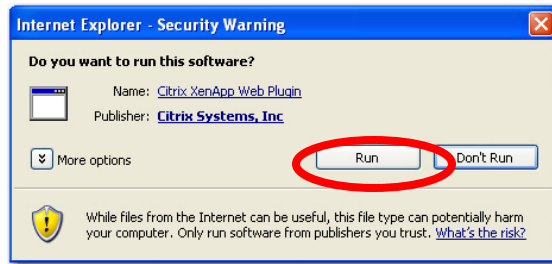 Internet Explorer - Security Warning
Do you want to run this software?
Name: Citrix XenApp Web Plugin
Publisher: Citrix Systems, Inc
More options
Run
Don't Run
While files from the Internet can be useful, this file type can potentially harm
your computer. Only run software from publishers you trust. What's the risk?